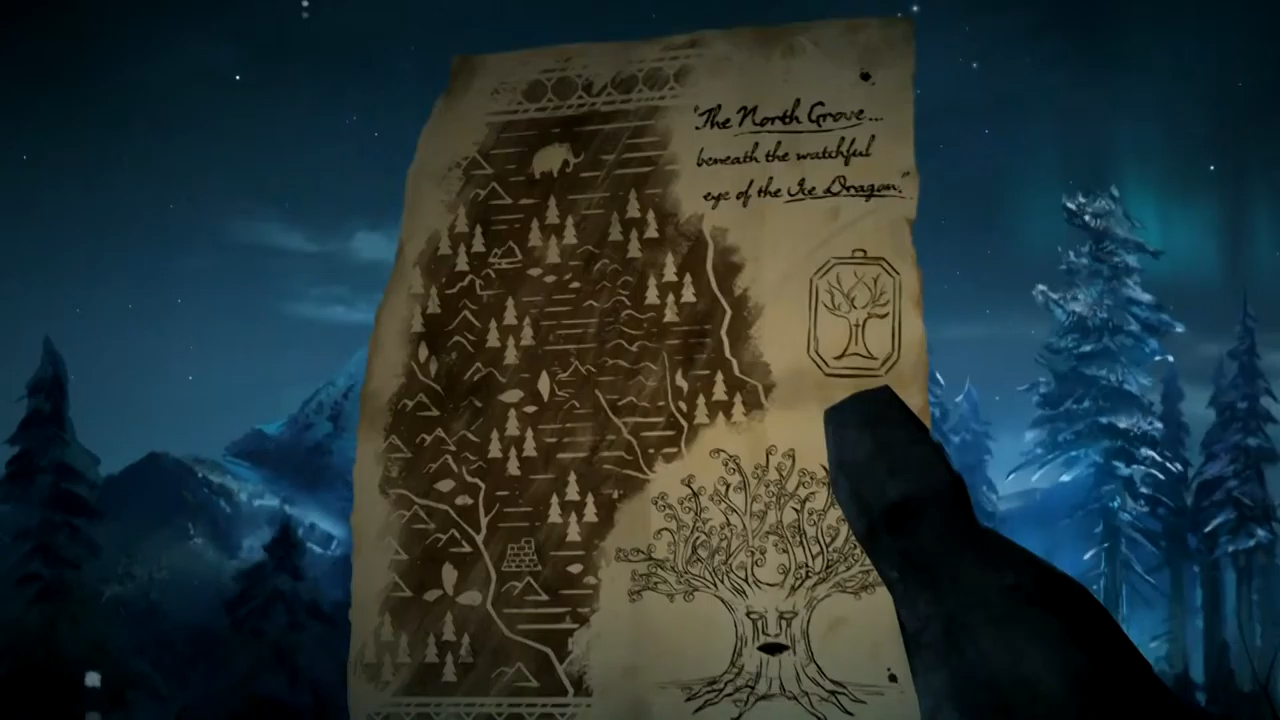 "The North Grove...
beneath the watchful
eye of the Ice Dragon."